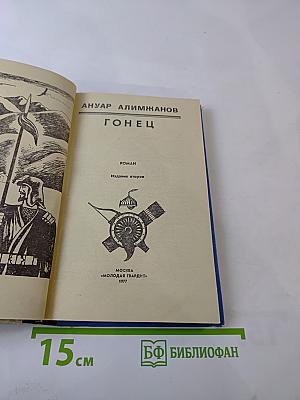 АНУАР АЛИМЖАНОВ
ГОНЕЦ
РОМАН
Издание второе
МОСКВА
«МОЛОДАЯ ГВАРДИЯ»
1977
15 см
БФ БИБЛИОФАН